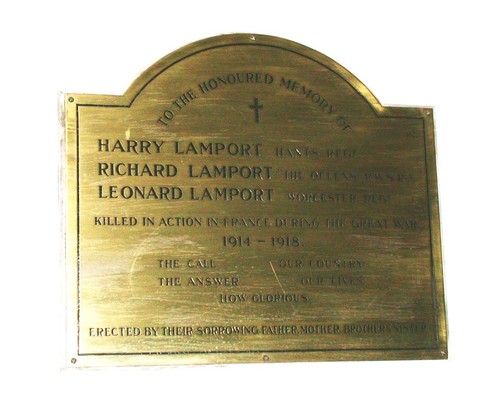 TO THE HONOURED MEMORY OF
HARRY LAMPORT HANTS REGT
RICHARD LAMPORT THE QUEENS
LEONARD LAMPORT WORCESTER REGT
KILLED IN ACTION IN FRANCE DURING THE GREAT WAR
1914 – 1918.
THE CALL OUR COUNTRY
THE ANSWER OUR LIVES
HOW GLORIOUS.
ERECTED BY THEIR SORROWING FATHER, MOTHER, BROTHER & SISTER